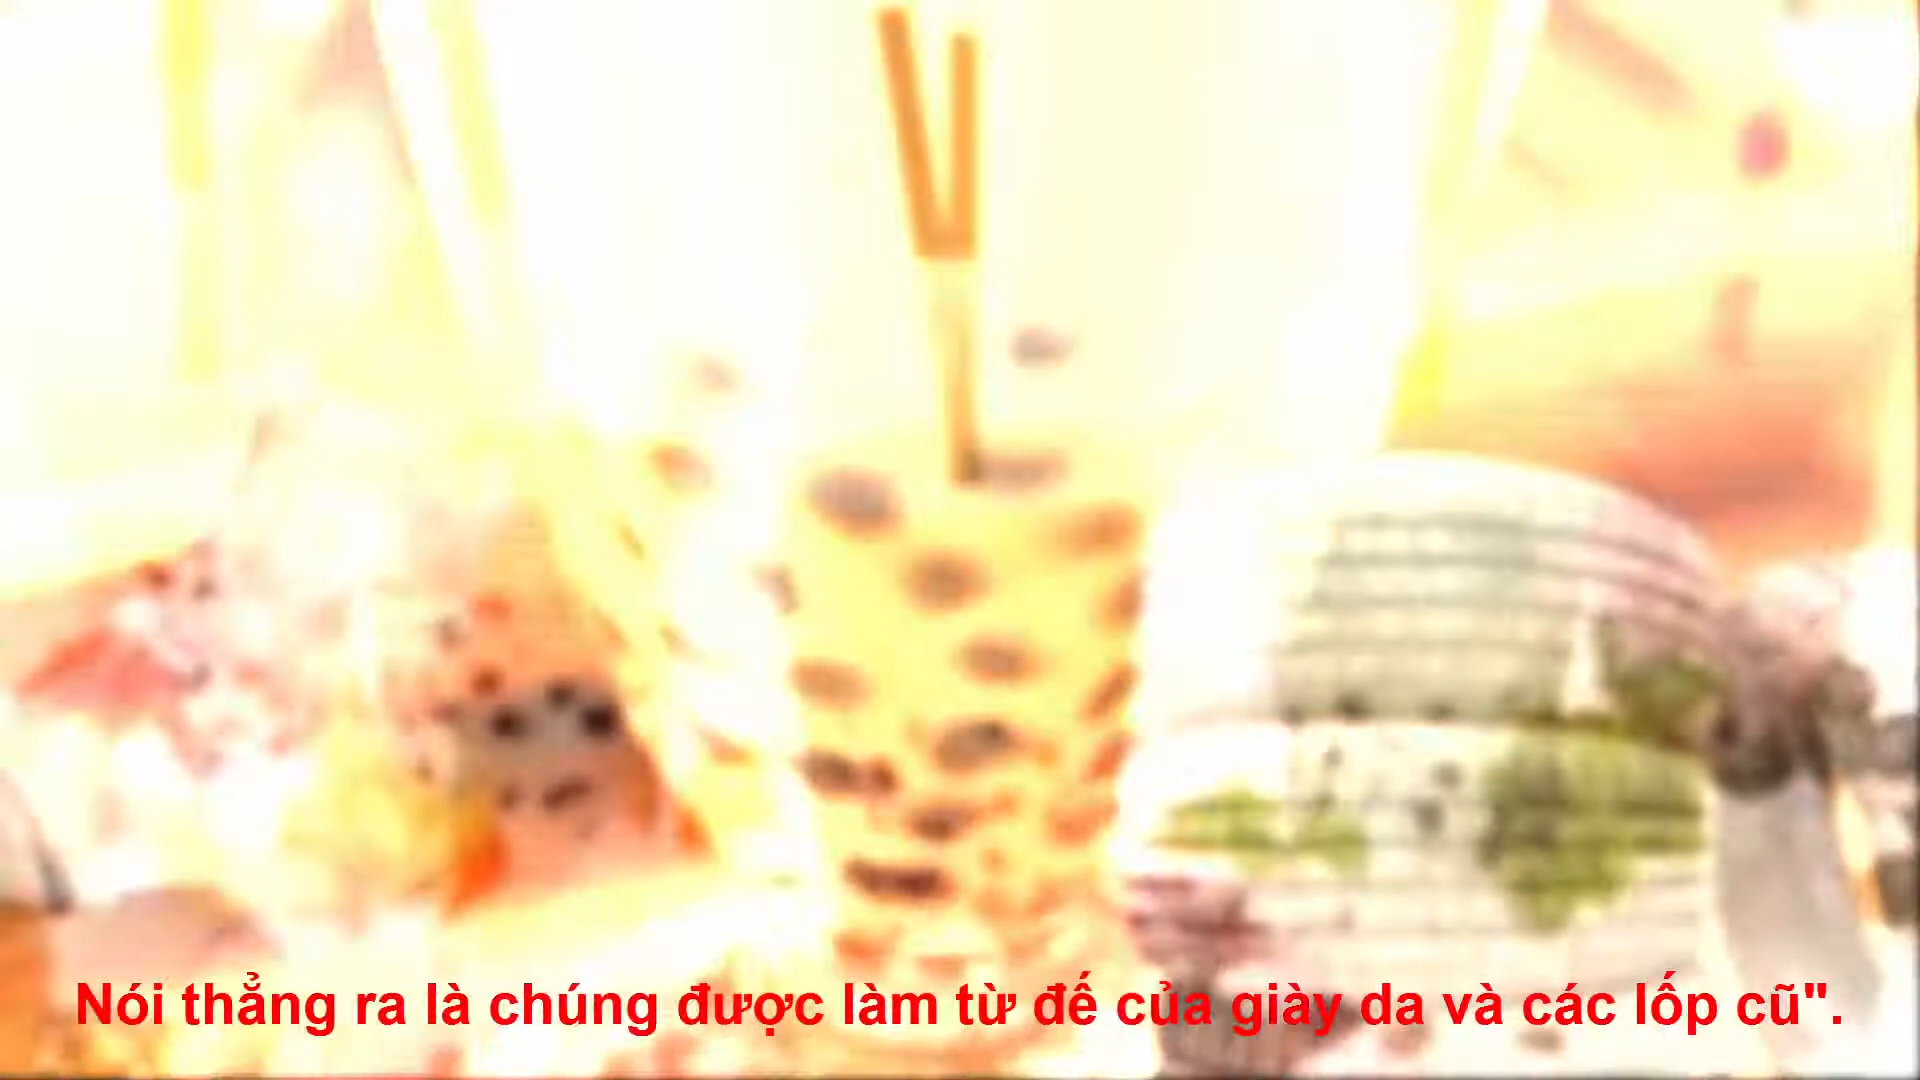 Nói thẳng ra là chúng được làm từ đế của giày da và các lốp cũ".